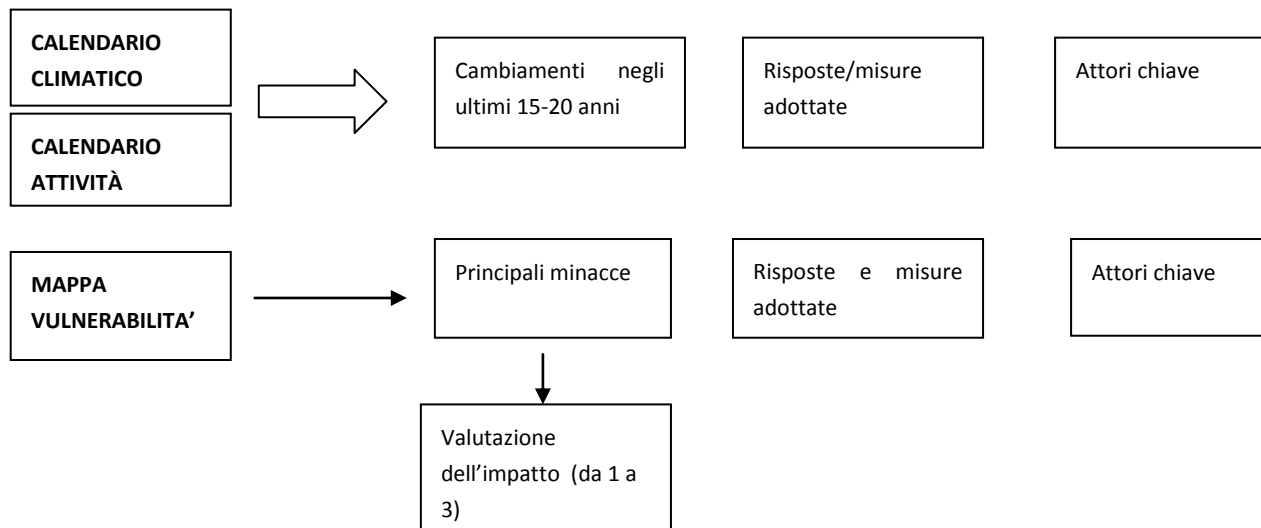 CALENDARIO
CLIMATICO
Cambiamenti negli
ultimi 15-20 anni
Risposte/misure
adottate
Attori chiave
CALENDARIO
ATTIVITÀ
MAPPA
VULNERABILITA’
Principali minacce
Risposte e misure
adottate
Attori chiave
Valutazione
dell’impatto (da 1 a
3)